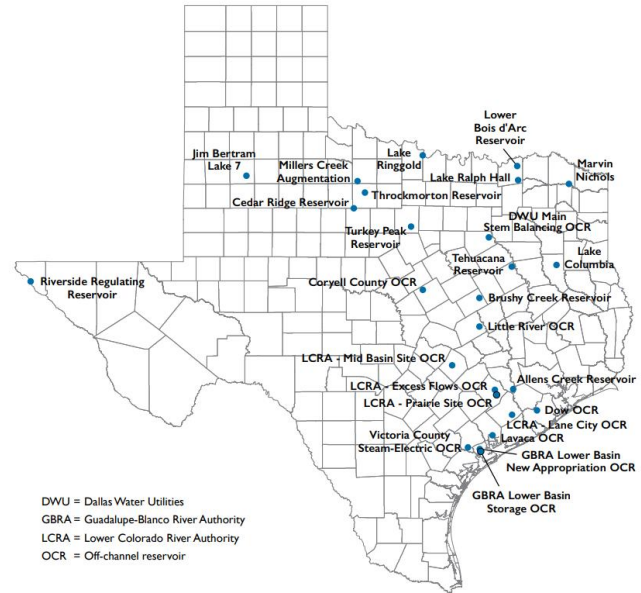 Lower
Bois d'Arc
Reservoir
Jim Bertram
Lake 7
Lake
Ringgold
Marvin
Nichols
Millers Creek
Augmentation
Lake Ralph Hall
Throckmorton Reservoir
Cedar Ridge Reservoir
DWU Main
Stem Balancing OCR
Turkey Peak
Reservoir
Tehuacana
Reservoir
Lake
Columbia
Riverside Regulating
Reservoir
Coryell County OCR
Brushy Creek Reservoir
Little River OCR
LCRA - Mid Basin Site OCR
Allens Creek Reservoir
LCRA - Excess Flows OCR
LCRA - Prairie Site OCR
Dow OCR
LCRA - Lane City OCR
Victoria County
Steam-Electric OCR
Lavaca OCR
GBRA Lower Basin
New Appropriation OCR
GBRA Lower Basin
Storage OCR
DWU = Dallas Water Utilities
GBRA = Guadalupe-Blanco River Authority
LCRA = Lower Colorado River Authority
OCR = Off-channel reservoir